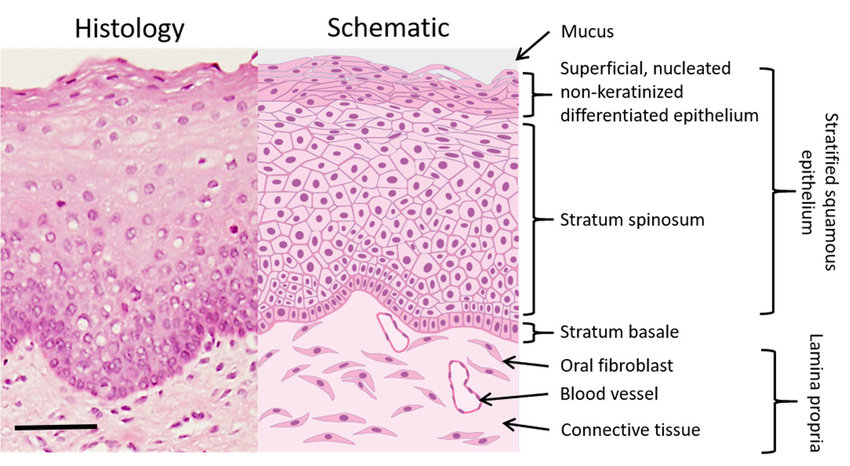 Histology
Schematic
Mucus
Superficial, nucleated
non-keratinized
differentiated epithelium
Stratum spinosum
Stratum basale
Oral fibroblast
Blood vessel
Connective tissue
Stratified squamous
epithelium
Lamina propria